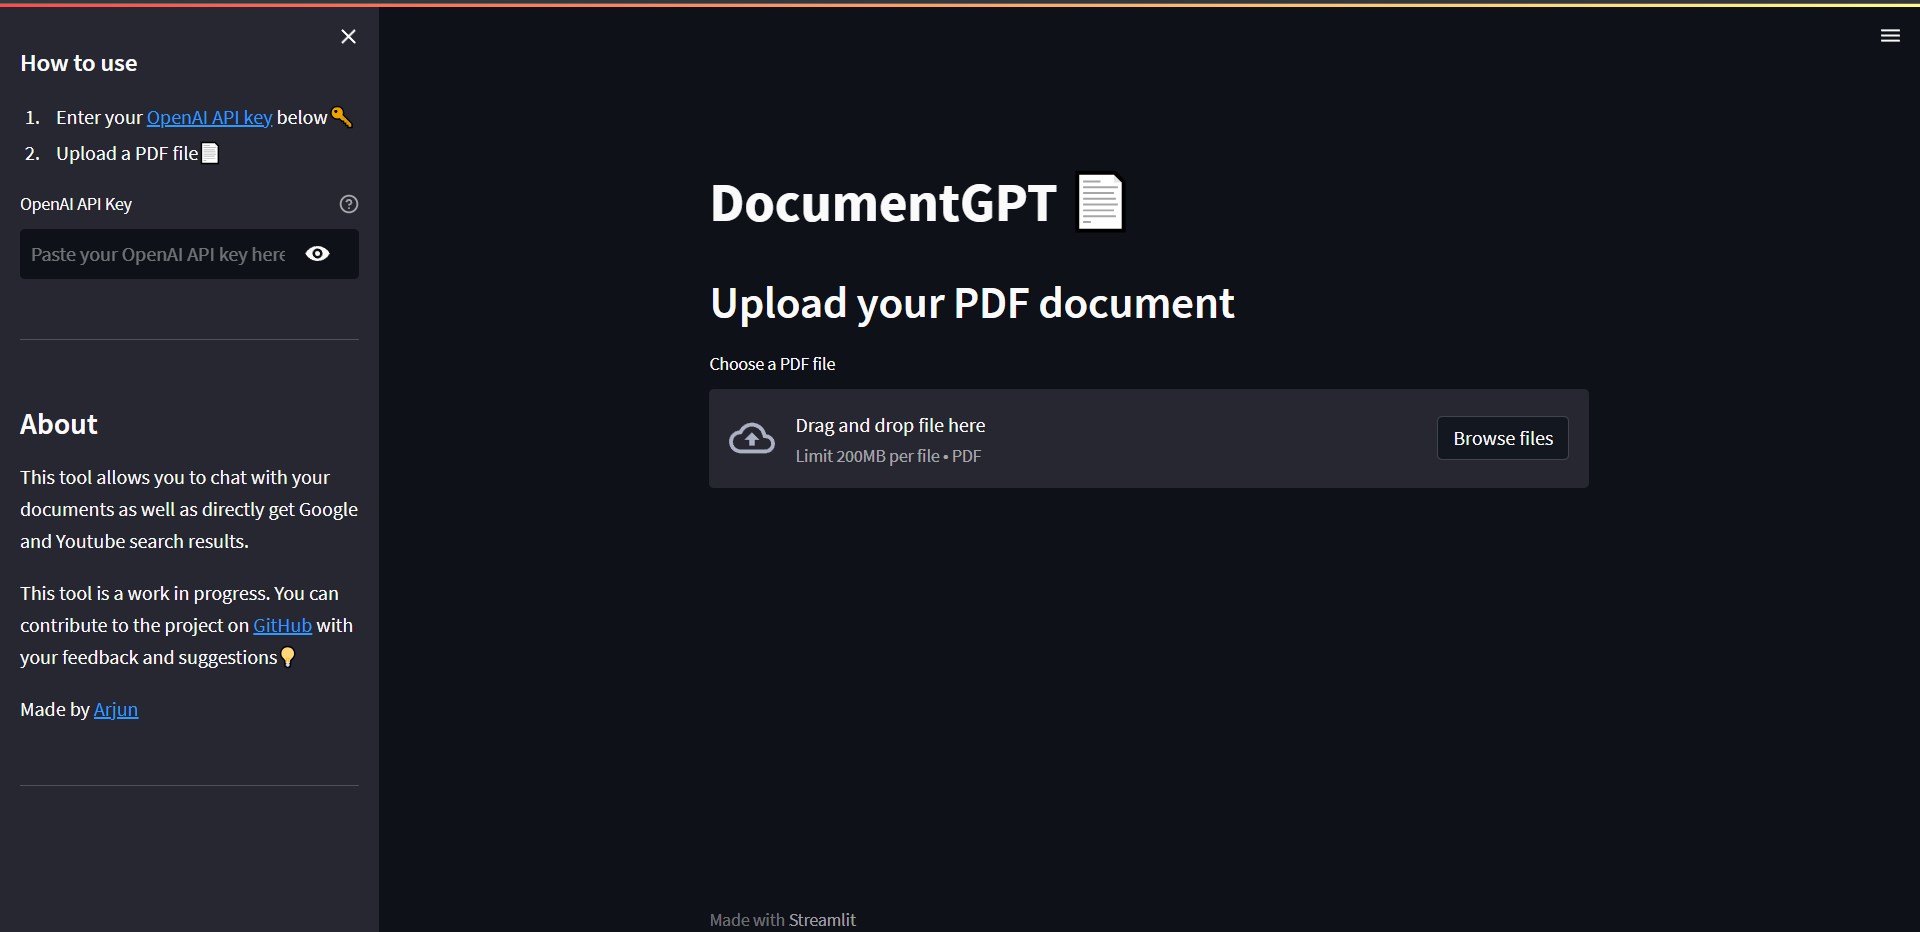 How to use
1. Enter your OpenAI API key below🔑
2. Upload a PDF file📄
OpenAI API Key
Paste your OpenAI API key here
About
This tool allows you to chat with your
documents as well as directly get Google
and Youtube search results.
This tool is a work in progress. You can
contribute to the project on GitHub with
your feedback and suggestions💡
Made by Arjun
DocumentGPT 📄
Upload your PDF document
Choose a PDF file
Drag and drop file here
Limit 200MB per file • PDF
Browse files
Made with Streamlit